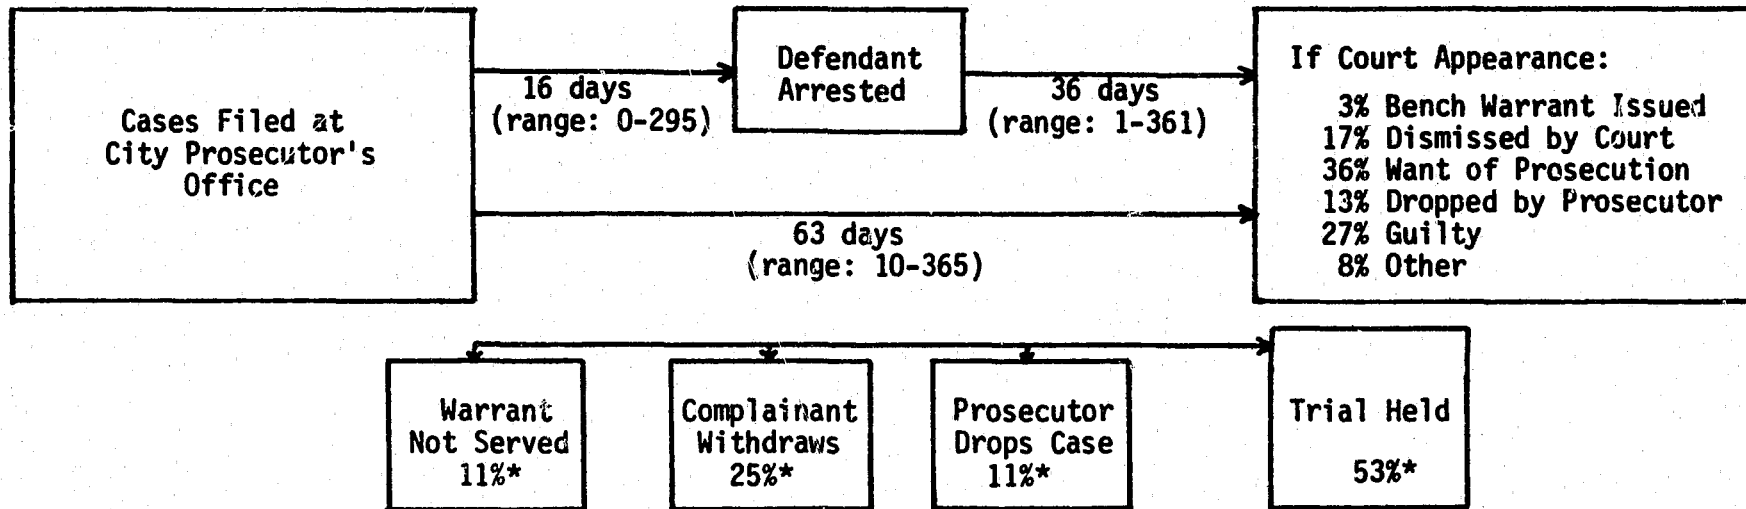 Cases Filed at
City Prosecutor's
Office
16 days
(range: 0-295)
Defendant
Arrested
36 days
(range: 1-361)
63 days
(range: 10-365)
If Court Appearance:
3% Bench Warrant Issued
17% Dismissed by Court
36% Want of Prosecution
13% Dropped by Prosecutor
27% Guilty
8% Other
Warrant
Not Served
11%*
Complainant
Withdraws
25%*
Prosecutor
Drops Case
11%*
Trial Held
53%*